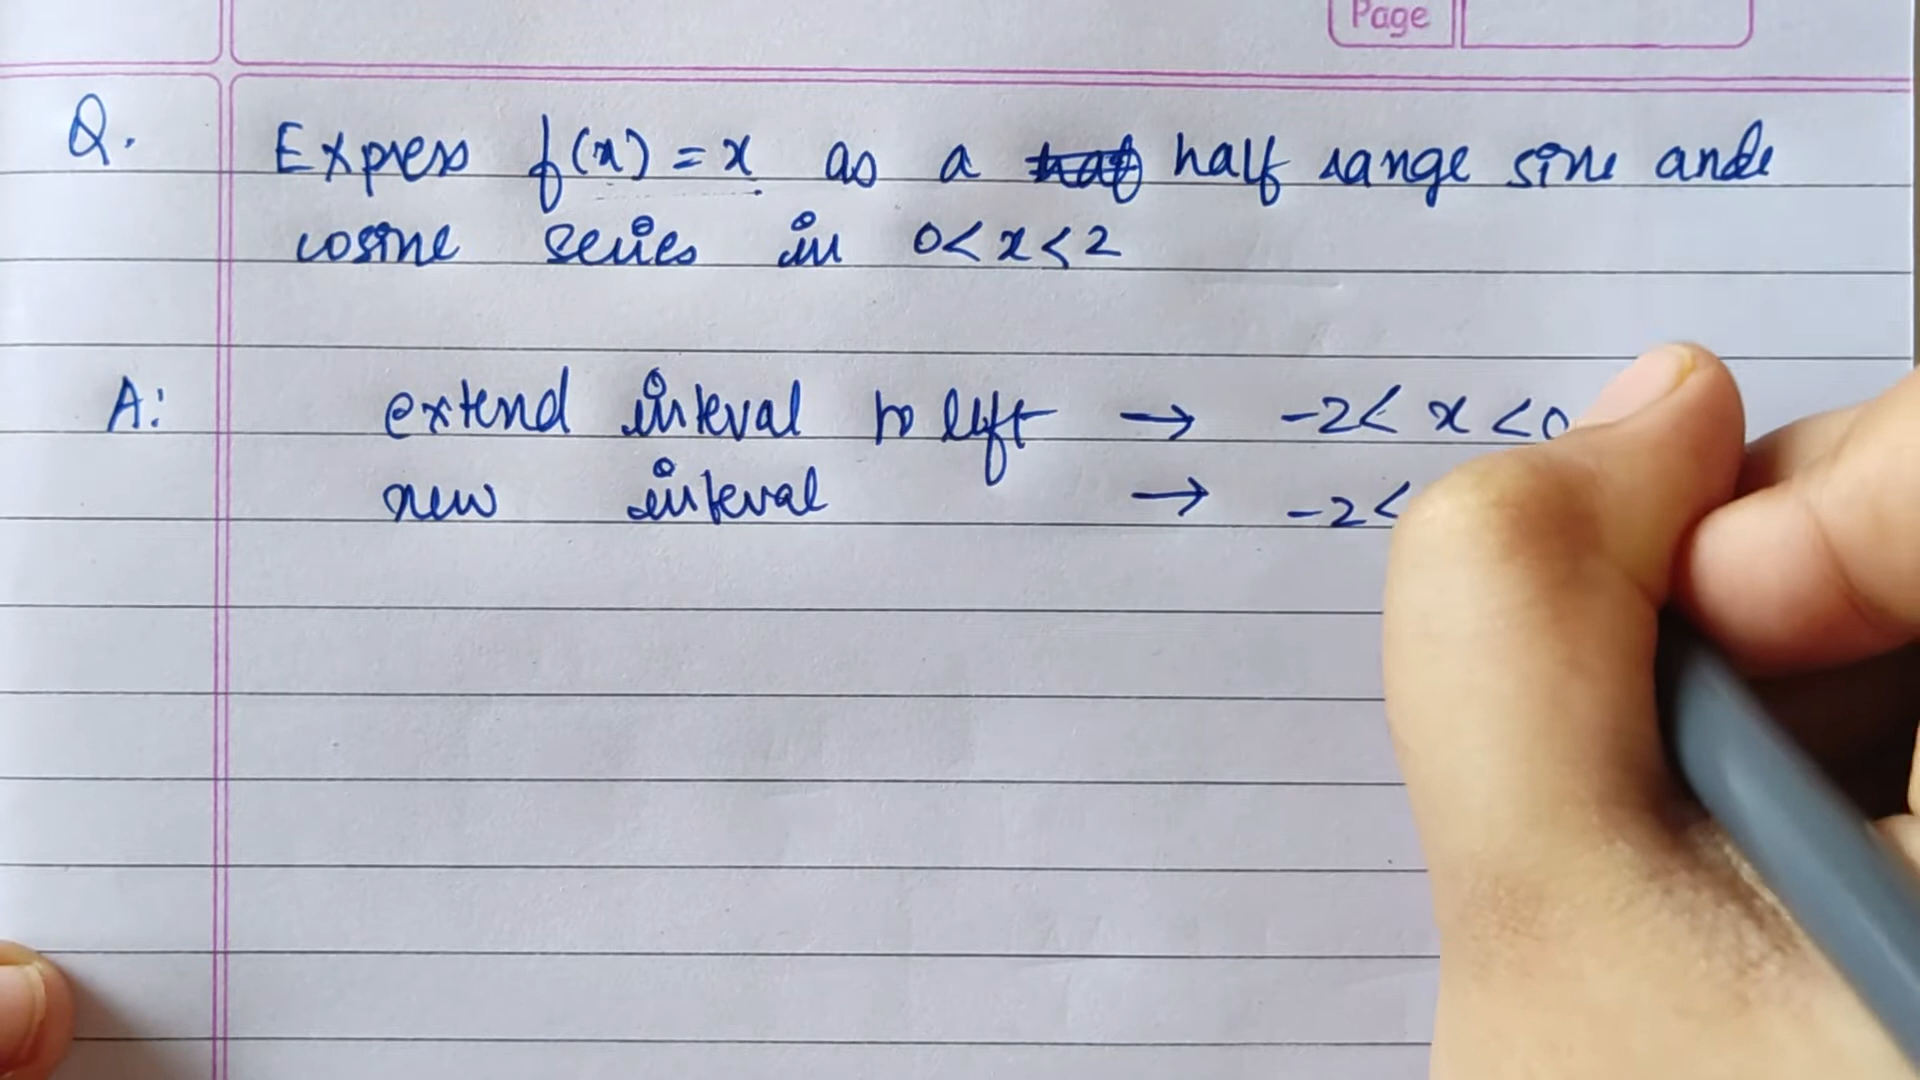 Page
Q. Express f(x) = x as a half range sine and
cosine series in 0<x<2
A: extend interval to left → -2< x <0
new interval → -2<